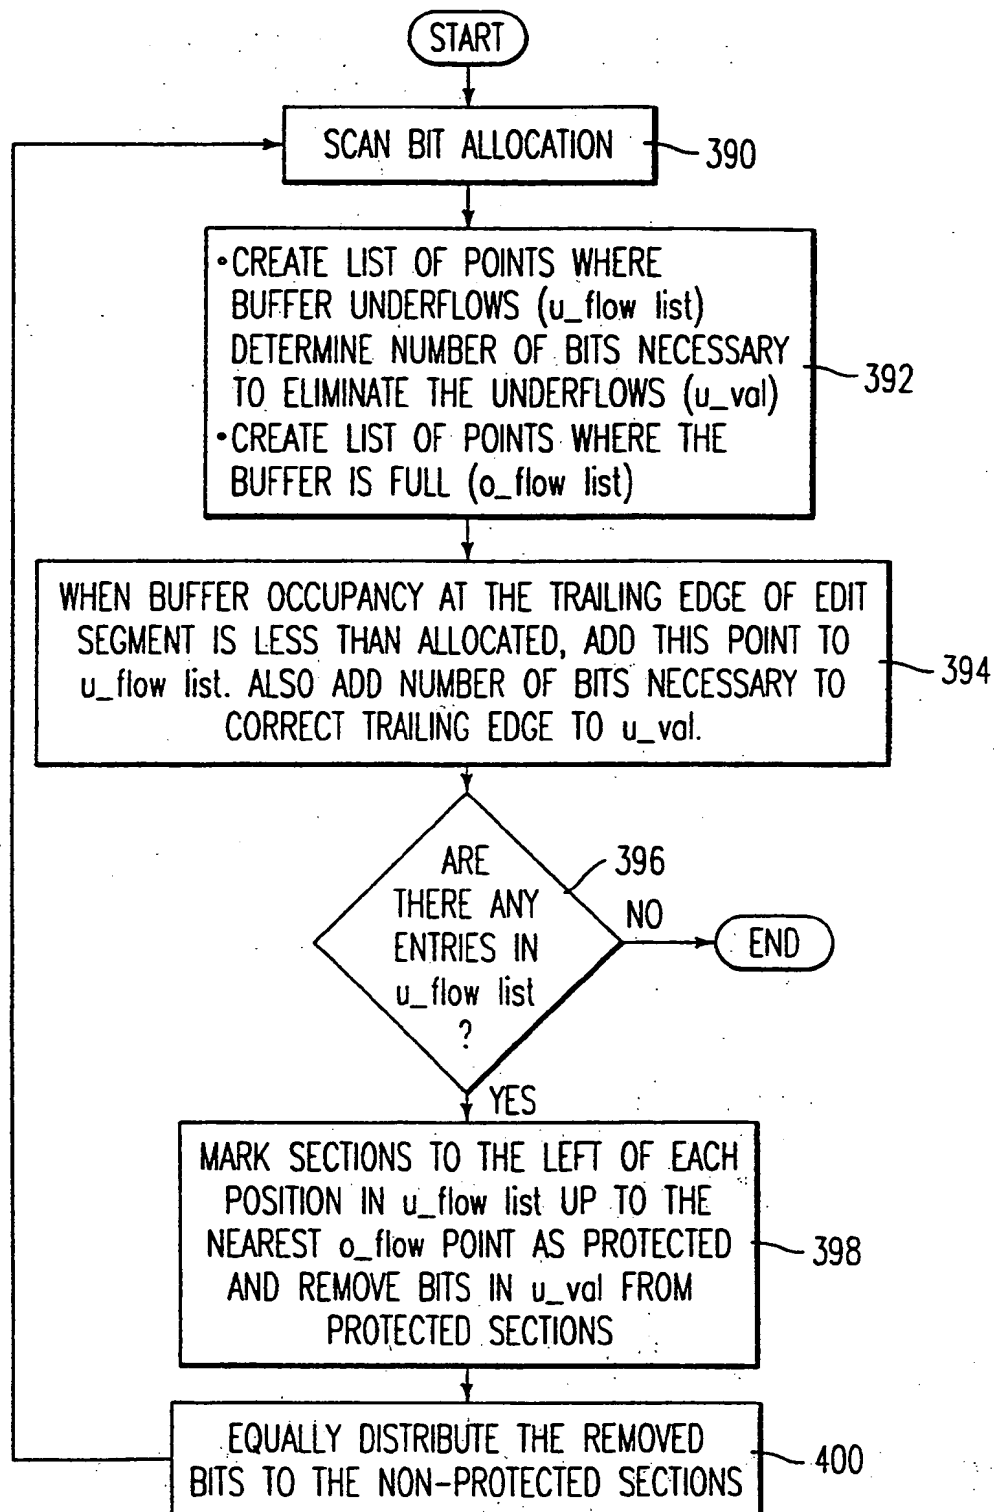 START
SCAN BIT ALLOCATION
390
•CREATE LIST OF POINTS WHERE
BUFFER UNDERFLOWS (u_flow list)
DETERMINE NUMBER OF BITS NECESSARY
TO ELIMINATE THE UNDERFLOWS (u_val)
•CREATE LIST OF POINTS WHERE THE
BUFFER IS FULL (o_flow list)
392
WHEN BUFFER OCCUPANCY AT THE TRAILING EDGE OF EDIT
SEGMENT IS LESS THAN ALLOCATED, ADD THIS POINT TO
u_flow list. ALSO ADD NUMBER OF BITS NECESSARY TO
CORRECT TRAILING EDGE TO u_val.
394
ARE
THERE ANY
ENTRIES IN
u_flow list
?
396
NO
END
YES
MARK SECTIONS TO THE LEFT OF EACH
POSITION IN u_flow list UP TO THE
NEAREST o_flow POINT AS PROTECTED
AND REMOVE BITS IN u_val FROM
PROTECTED SECTIONS
398
EQUALLY DISTRIBUTE THE REMOVED
BITS TO THE NON-PROTECTED SECTIONS
400